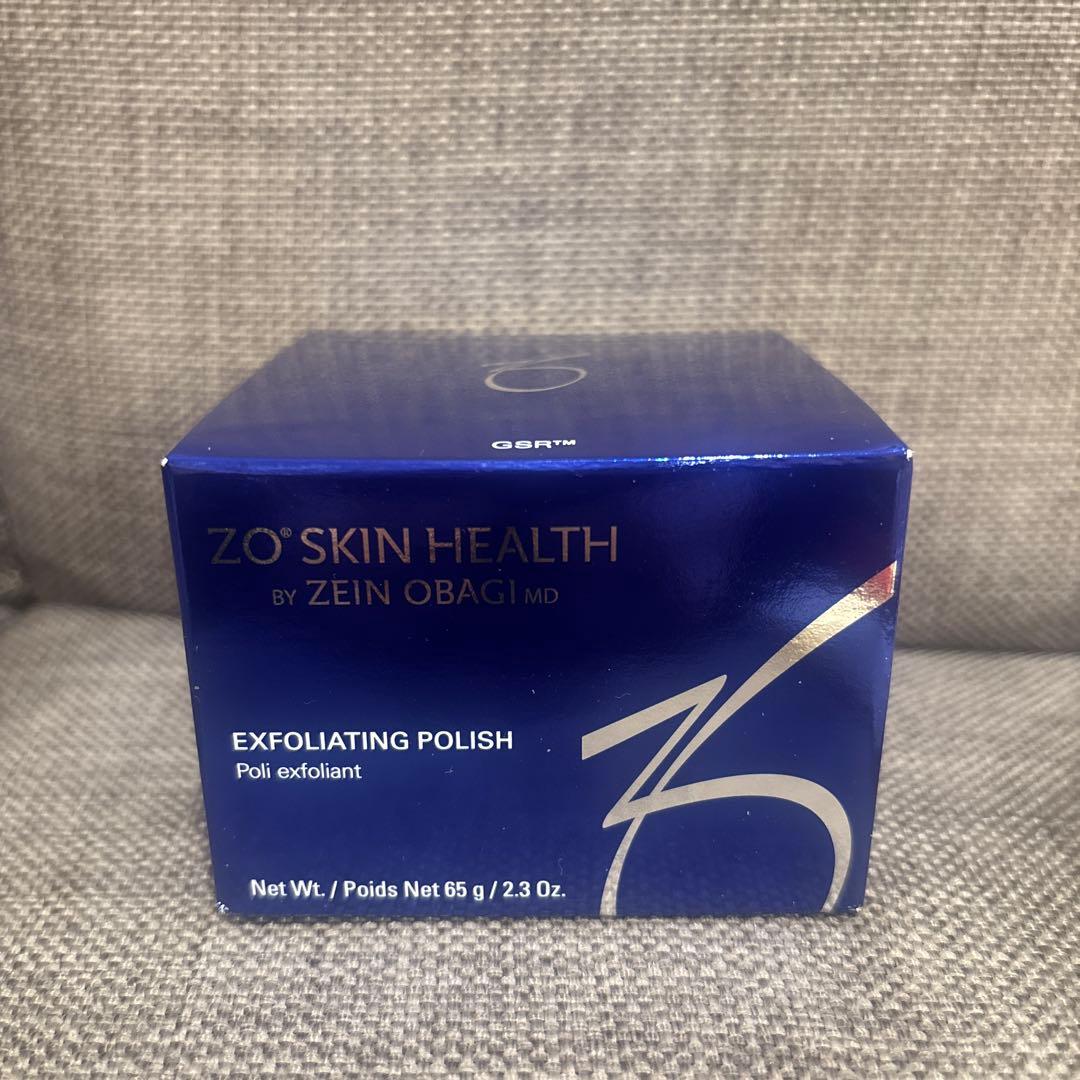 GSR™
ZO® SKIN HEALTH
BY ZEIN OBAGI MD
EXFOLIATING POLISH
Poli exfoliant
Net Wt. / Poids Net 65 g / 2.3 Oz.